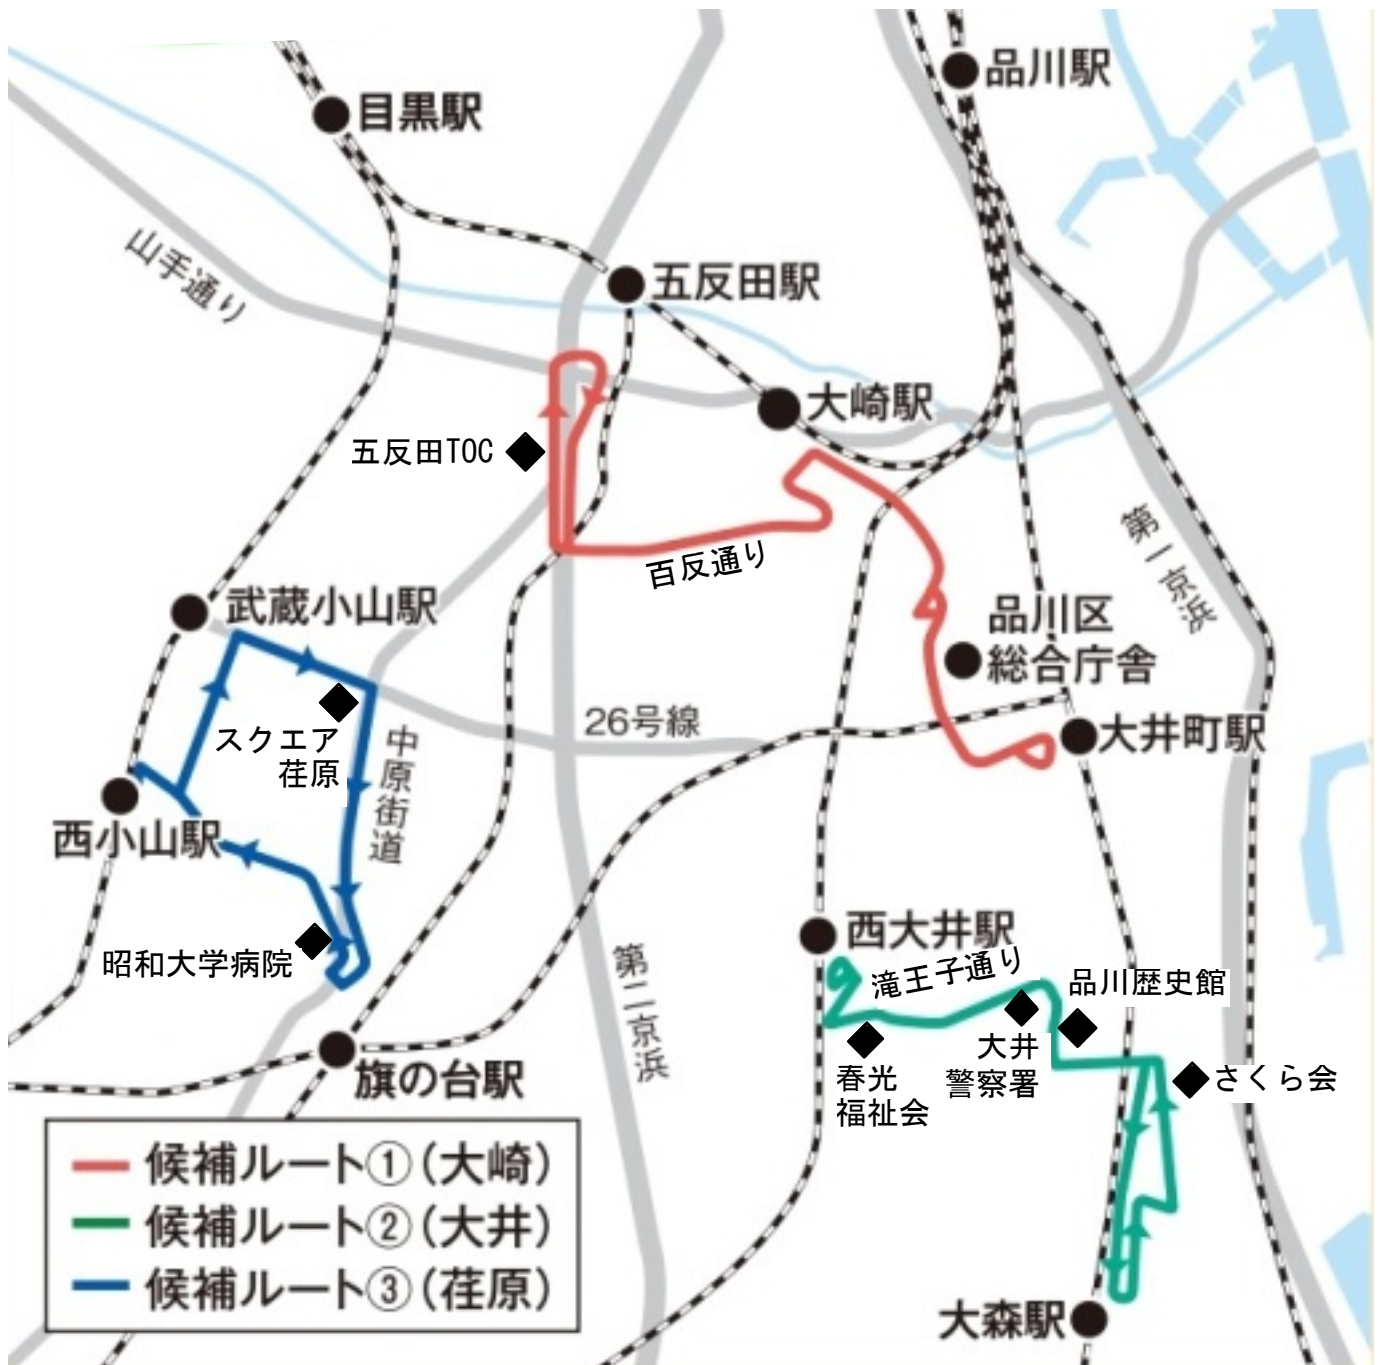 品川駅
目黒駅
山手通り
五反田駅
大崎駅
五反田TOC
第一京浜
百反通り
武蔵小山駅
品川区
総合庁舎
26号線
大井町駅
スクエア
荏原
中原街道
西小山駅
西大井駅
昭和大学病院
滝王子通り
品川歴史館
第二京浜
大井
警察署
春光
福祉会
さくら会
旗の台駅
候補ルート①(大崎)
候補ルート②(大井)
候補ルート③(荏原)
大森駅